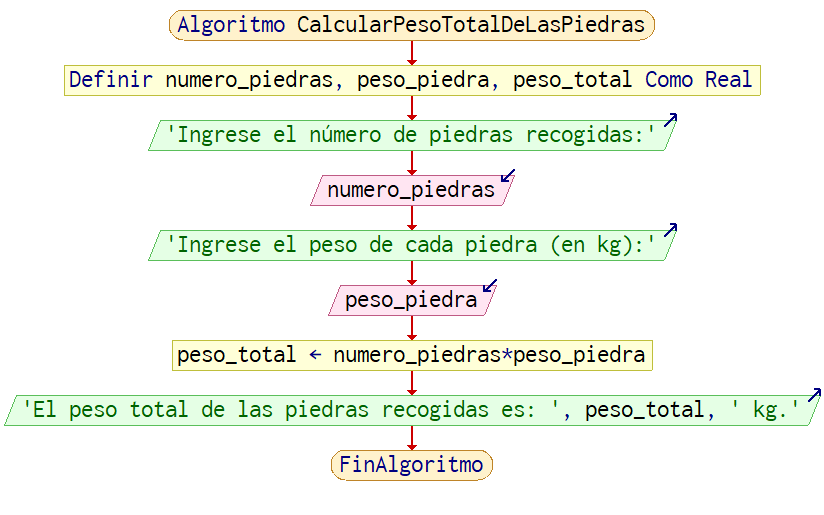 Algoritmo CalcularPesoTotalDeLasPiedras
Definir numero_piedras, peso_piedra, peso_total Como Real
'Ingrese el número de piedras recogidas:'
numero_piedras
'Ingrese el peso de cada piedra (en kg):'
peso_piedra
peso_total ← numero_piedras*peso_piedra
'El peso total de las piedras recogidas es: ', peso_total, ' kg.'
FinAlgoritmo